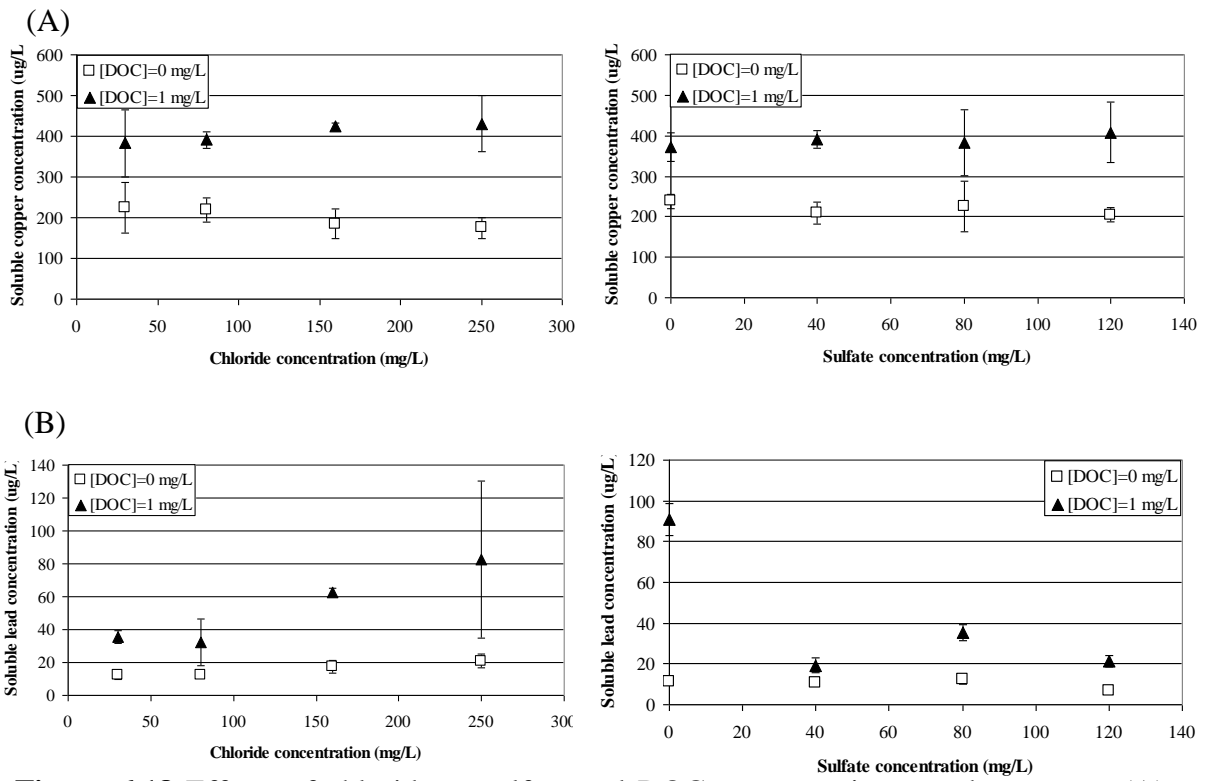 (A)
Soluble copper concentration (ug/L
600
500
400
300
200
100
0
□ [DOC]=0 mg/L
▲ [DOC]=1 mg/L
0 50 100 150 200 250 300
Chloride concentration (mg/L)
Soluble copper concentration (ug/L
600
500
400
300
200
100
0
□ [DOC]=0 mg/L
▲ [DOC]=1 mg/L
0 20 40 60 80 100 120 140
Sulfate concentration (mg/L)
(B)
Soluble lead concentration (ug/L)
140
120
100
80
60
40
20
0
□ [DOC]=0 mg/L
▲ [DOC]=1 mg/L
0 50 100 150 200 250 300
Chloride concentration (mg/L)
Soluble lead concentration (ug/L)
120
100
80
60
40
20
0
□ [DOC]=0 mg/L
▲ [DOC]=1 mg/L
0 20 40 60 80 100 120 140
Sulfate concentration (mg/L)